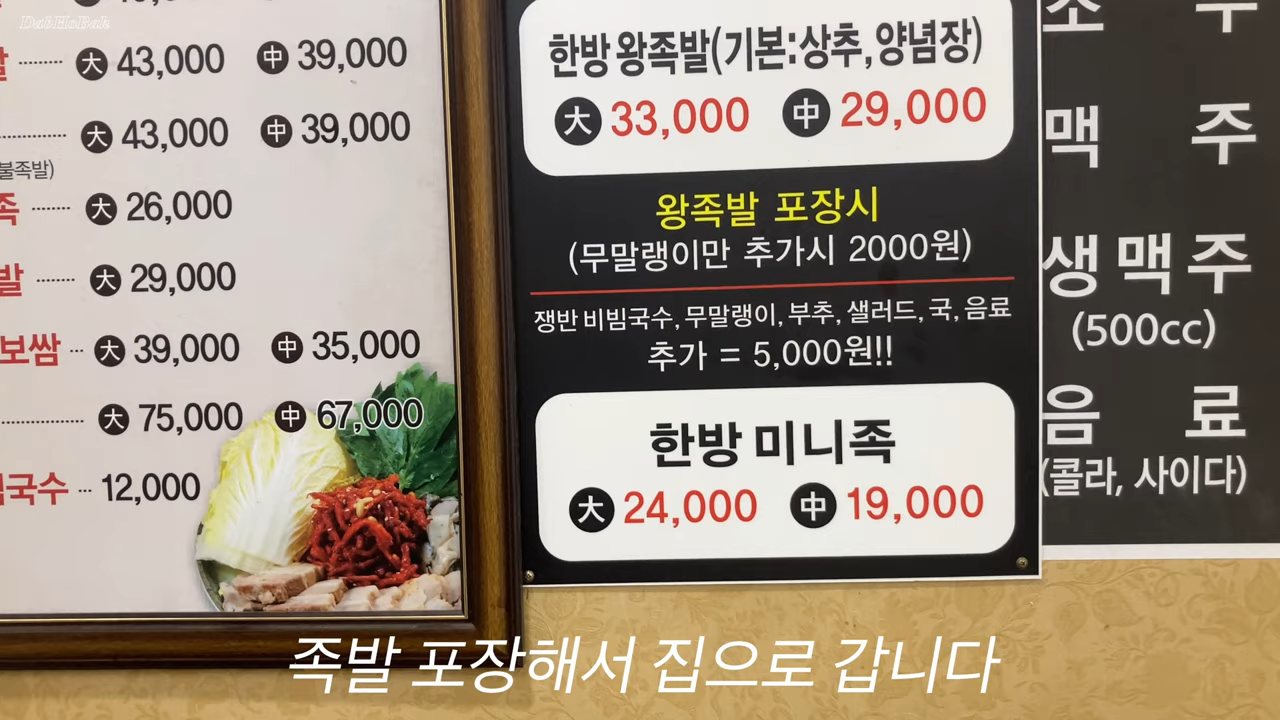 DakHoBak
大 43,000 中 39,000
大 43,000 中 39,000
불족발)
족 大 26,000
발 大 29,000
보쌈 大 39,000 中 35,000
大 75,000 中 67,000
국수 12,000
한방 왕족발(기본:상추, 양념장)
大 33,000 中 29,000
왕족발 포장시
(무말랭이만 추가시 2000원)
쟁반 비빔국수, 무말랭이, 부추, 샐러드, 국, 음료
추가 = 5,000원!!
한방 미니족
大 24,000 中 19,000
맥 주
생맥주
(500cc)
음 료
(콜라, 사이다)
족발 포장해서 집으로 갑니다